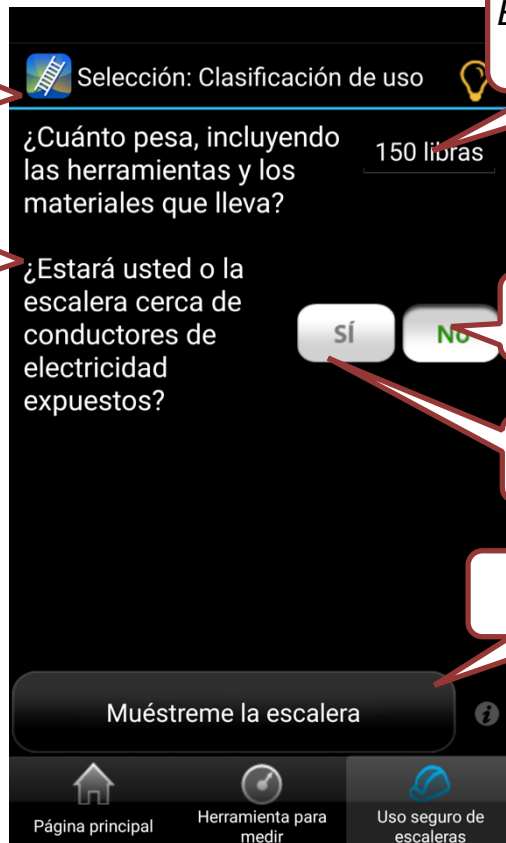 E
Selección: Clasificación de uso
¿Cuánto pesa, incluyendo
las herramientas y los
materiales que lleva?
150 libras
¿Estará usted o la
escalera cerca de
conductores de
electricidad
expuestos?
SÍ
No
Muéstreme la escalera
i
Página principal
Herramienta para
medir
Uso seguro de
escaleras